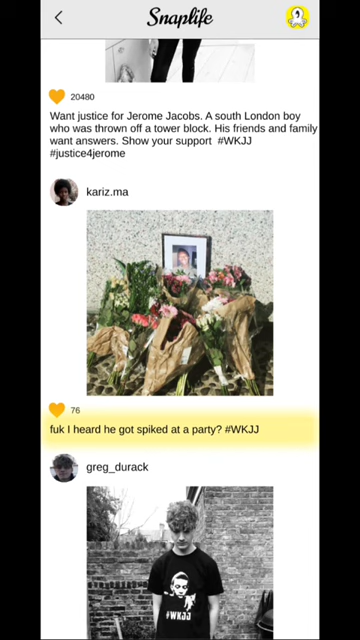 Snaplife
20480
Want justice for Jerome Jacobs. A south London boy
who was thrown off a tower block. His friends and family
want answers. Show your support  #WKJJ
#justice4jerome
kariz.ma
76
fuk I heard he got spiked at a party? #WKJJ
greg_durack
#WKJJ